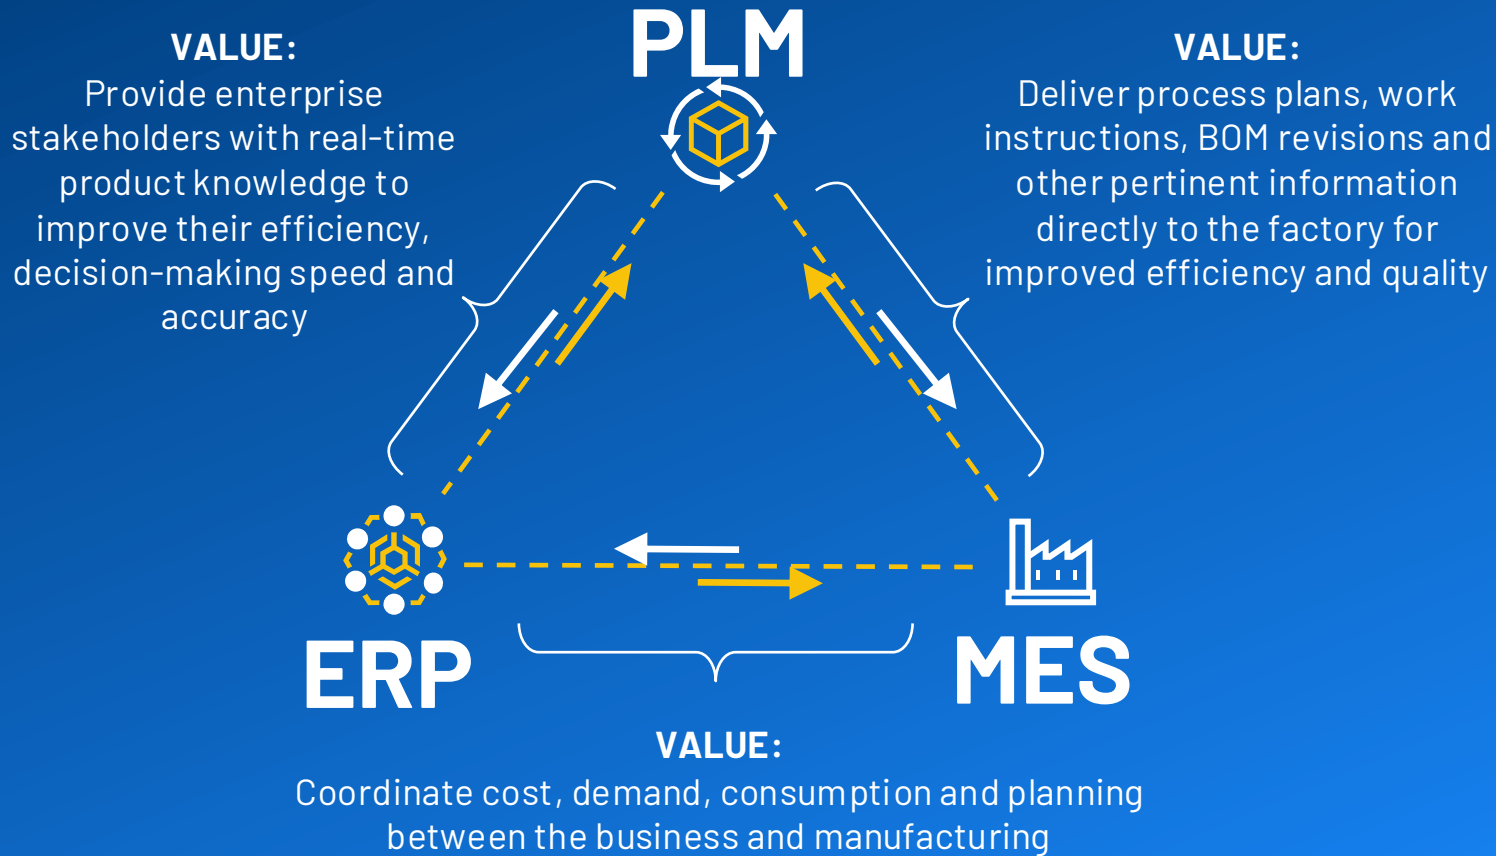 PLM
VALUE:
Provide enterprise
stakeholders with real-time
product knowledge to
improve their efficiency,
decision-making speed and
accuracy
VALUE:
Deliver process plans, work
instructions, BOM revisions and
other pertinent information
directly to the factory for
improved efficiency and quality
ERP
MES
VALUE:
Coordinate cost, demand, consumption and planning
between the business and manufacturing